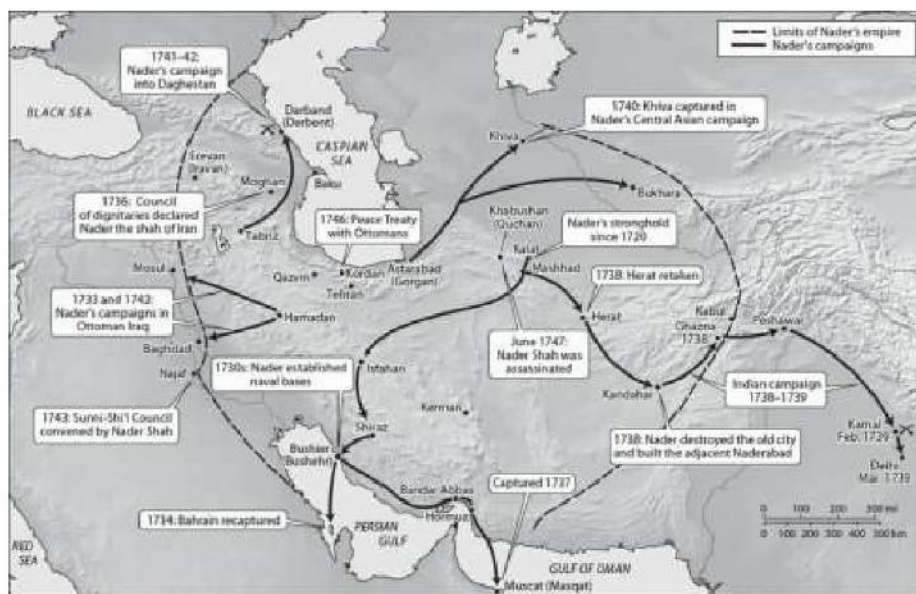 Limits of Nader's empire
Nader's campaigns
1741–42:
Nader's campaign
into Daghestan
BLACK SEA
Derband
(Derbent)
CASPIAN
SEA
1740: Khiva captured in
Nader's Central Asian campaign
Khiva
Erevan
(Iravan)
Moghan
Baku
Bukhara
1736: Council
of dignitaries declared
Nader the shah of Iran
Tabriz
1746: Peace Treaty
with Ottomans
Khabushan
(Quchan)
Kalat
Nader's stronghold
since 1720
Mosul
Qazvin
Kordan
Tehran
Astarabad
(Gorgan)
Mashhad
1738: Herat retaken
1733 and 1742:
Nader's campaigns in
Ottoman Iraq
Hamadan
Herat
Kabul
Ghazna
1738
Peshawar
Baghdad
1730s: Nader established
naval bases
Isfahan
June 1747:
Nader Shah was
assassinated
Najaf
Kandahar
Indian campaign
1738–1739
1743: Sunni-Shi'i Council
convened by Nader Shah
Kerman
Shiraz
Karnal
Feb. 1729
Busheer
(Bushehr)
1738: Nader destroyed the old city
and built the adjacent Naderabad
Delhi
Mar. 1739
Captured 1737
Bandar Abbas
Hormuz
1734: Bahrain recaptured
PERSIAN
GULF
0 100 200 300 mi
0 100 200 300 400 500 km
RED
SEA
GULF OF OMAN
Muscat (Masqat)